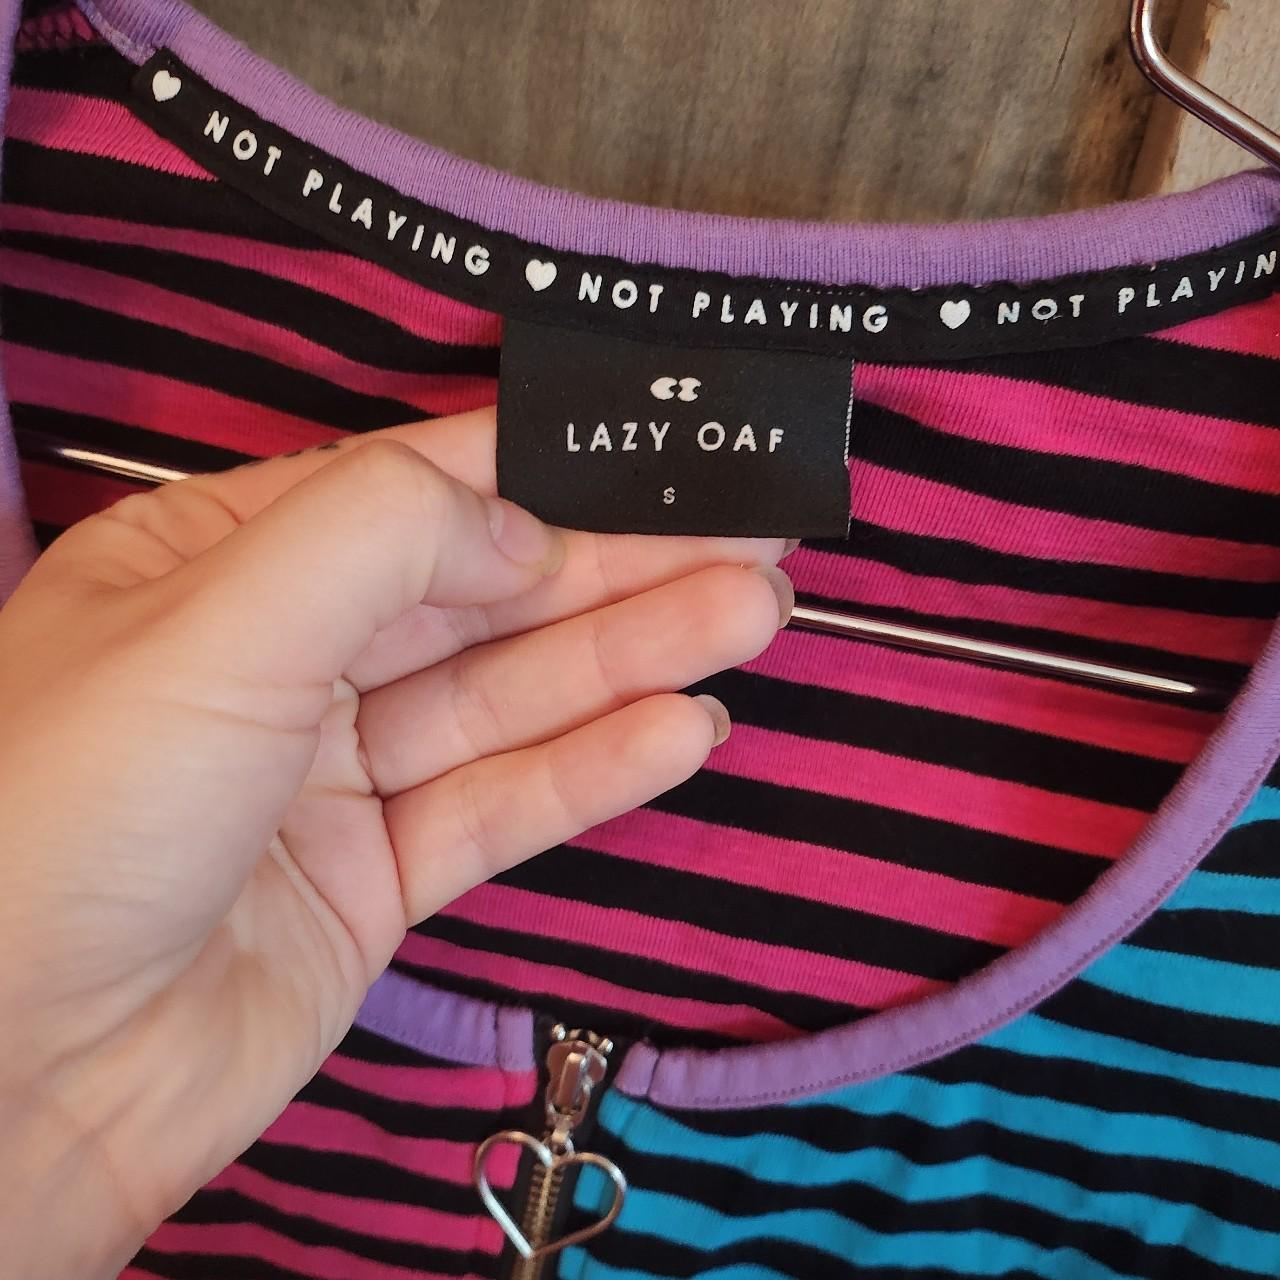 ♥ NOT PLAYING ♥ NOT PLAYING ♥ NOT PLAYIN
LAZY OAF
S